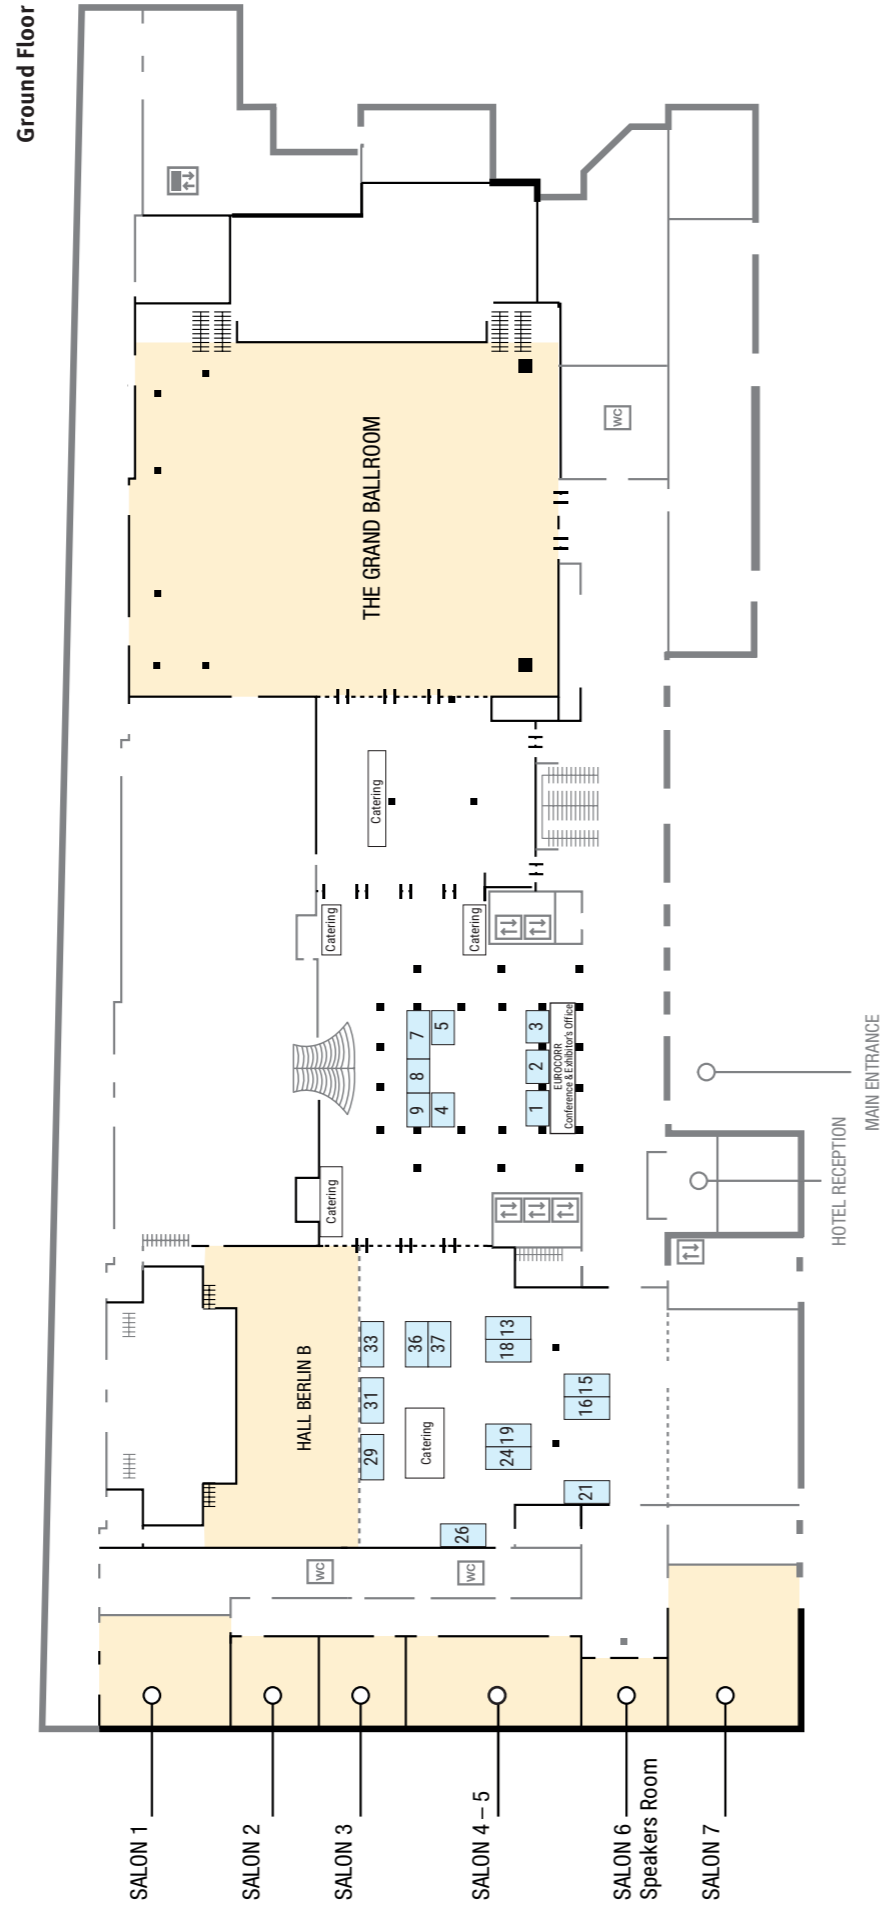 Ground Floor
WC
THE GRAND BALLROOM
Catering
Catering
Catering
7
5
8
9
4
3
2
1
EUROCORR
Conference & Exhibitor's Office
MAIN ENTRANCE
HOTEL RECEPTION
Catering
HALL BERLIN B
33
31
29
36
37
Catering
13
18
15
16
19
24
21
26
WC
WC
SALON 1
SALON 2
SALON 3
SALON 4 – 5
SALON 6
Speakers Room
SALON 7